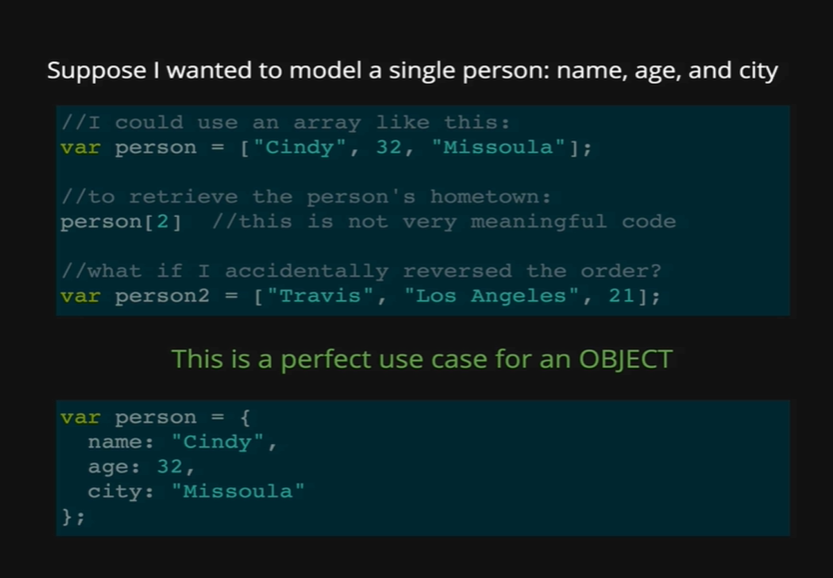 Suppose I wanted to model a single person: name, age, and city
//I could use an array like this:
var person = ["Cindy", 32, "Missoula"];
//to retrieve the person's hometown:
person[2]  //this is not very meaningful code
//what if I accidentally reversed the order?
var person2 = ["Travis", "Los Angeles", 21];
This is a perfect use case for an OBJECT
var person = {
  name: "Cindy",
  age: 32,
  city: "Missoula"
};